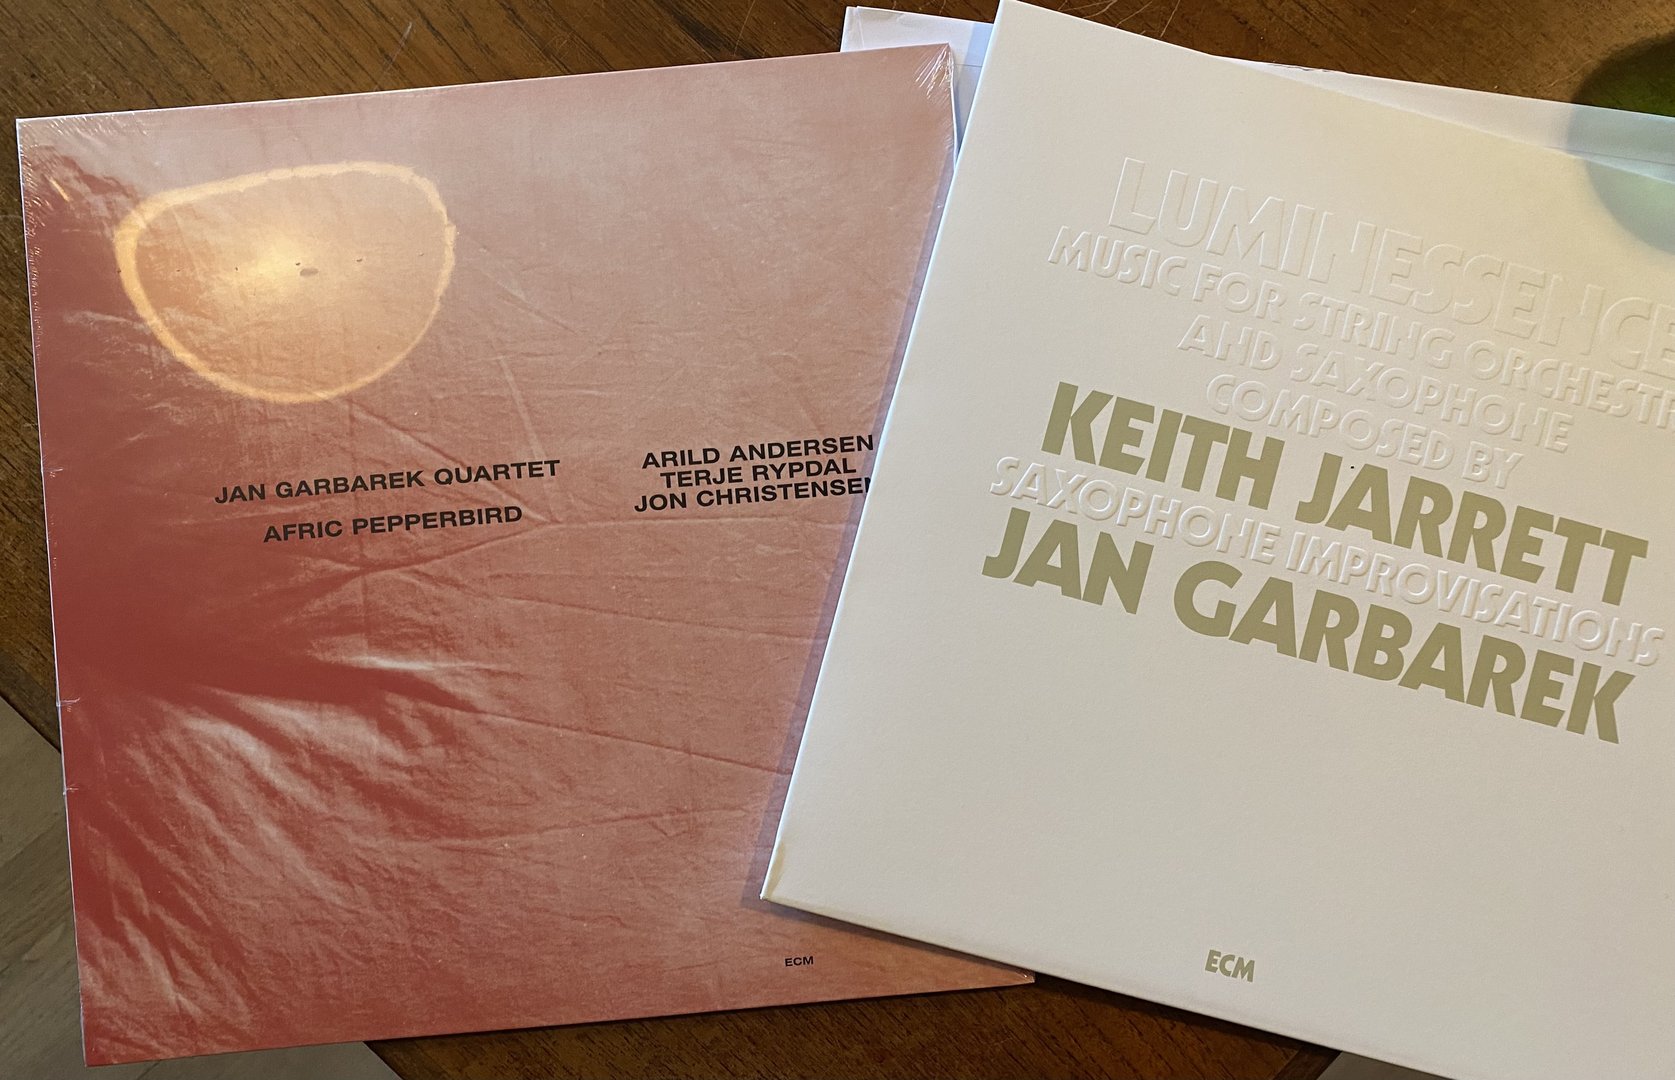 JAN GARBAREK QUARTET
AFRIC PEPPERBIRD
ARILD ANDERSEN
TERJE RYPDAL
JON CHRISTENSEN
ECM
LUMINESSENCE
MUSIC FOR STRING ORCHESTR
AND SAXOPHONE
COMPOSED BY
KEITH JARRETT
SAXOPHONE IMPROVISATIONS
JAN GARBAREK
ECM